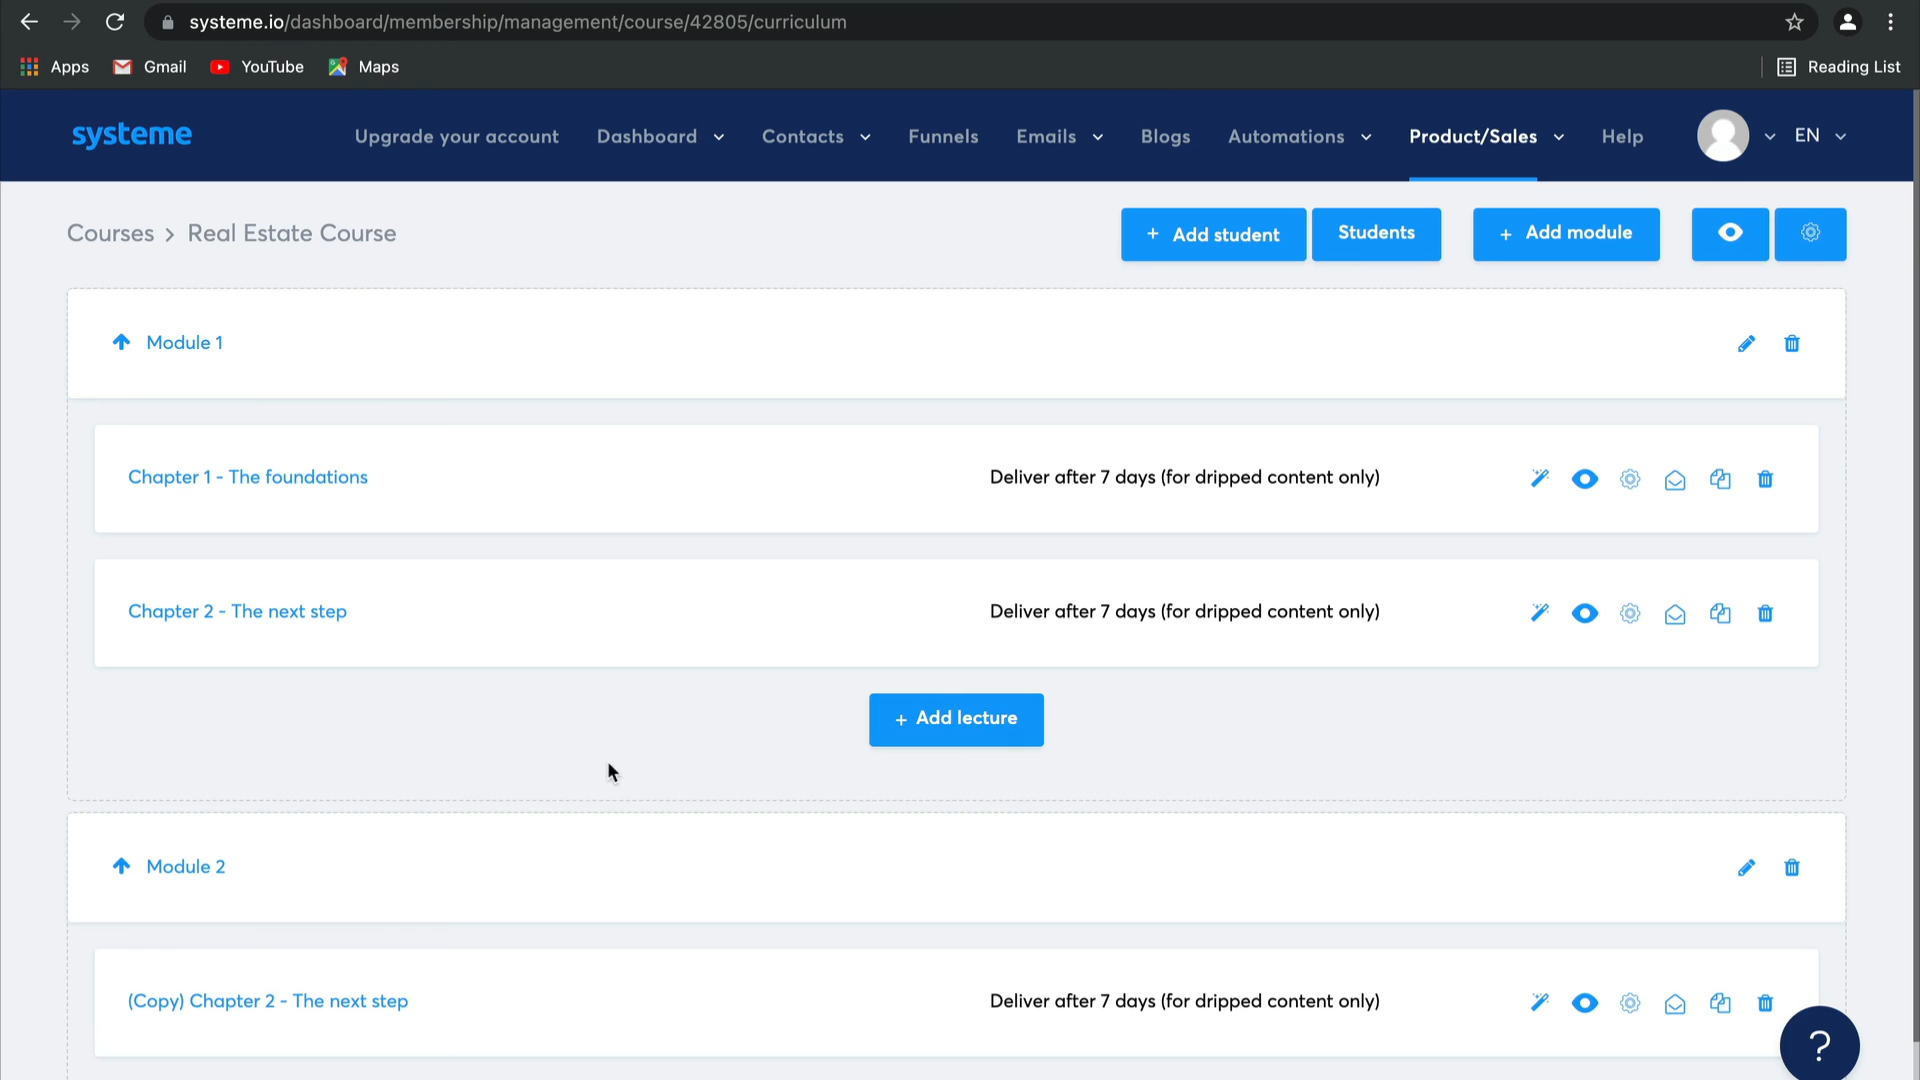 systeme.io/dashboard/membership/management/course/42805/curriculum
Apps Gmail YouTube Maps Reading List
systeme Upgrade your account Dashboard Contacts Funnels Emails Blogs Automations Product/Sales Help EN
Courses > Real Estate Course + Add student Students + Add module
Module 1
Chapter 1 - The foundations Deliver after 7 days (for dripped content only)
Chapter 2 - The next step Deliver after 7 days (for dripped content only)
+ Add lecture
Module 2
(Copy) Chapter 2 - The next step Deliver after 7 days (for dripped content only)
?